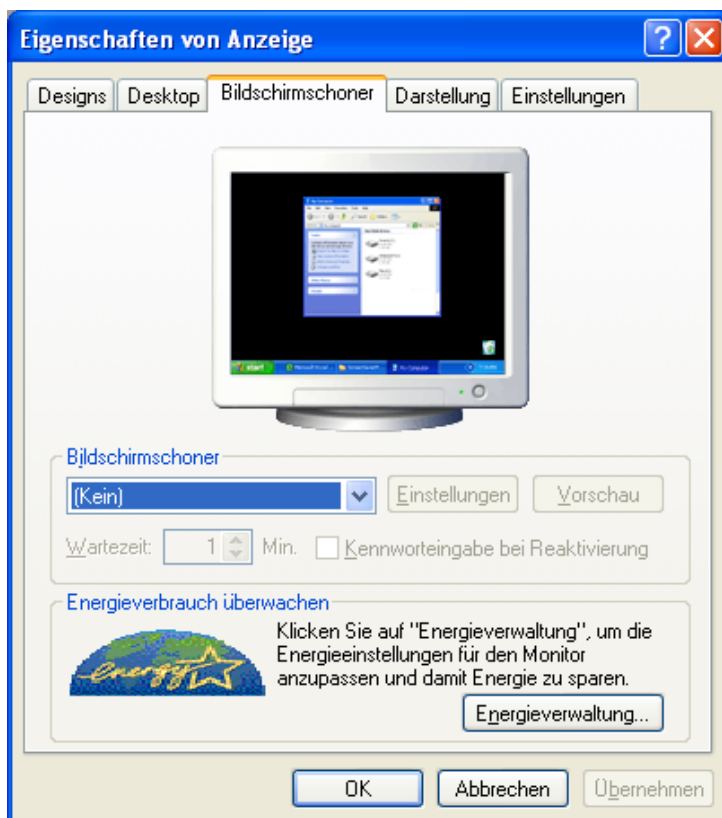 Eigenschaften von Anzeige
Designs Desktop Bildschirmschoner Darstellung Einstellungen
start
Bildschirmschoner
(Kein) Einstellungen Vorschau
Wartezeit: 1 Min. Kennworteingabe bei Reaktivierung
Energieverbrauch überwachen
Klicken Sie auf "Energieverwaltung", um die
Energieeinstellungen für den Monitor
anzupassen und damit Energie zu sparen.
energy
Energieverwaltung...
OK Abbrechen Übernehmen